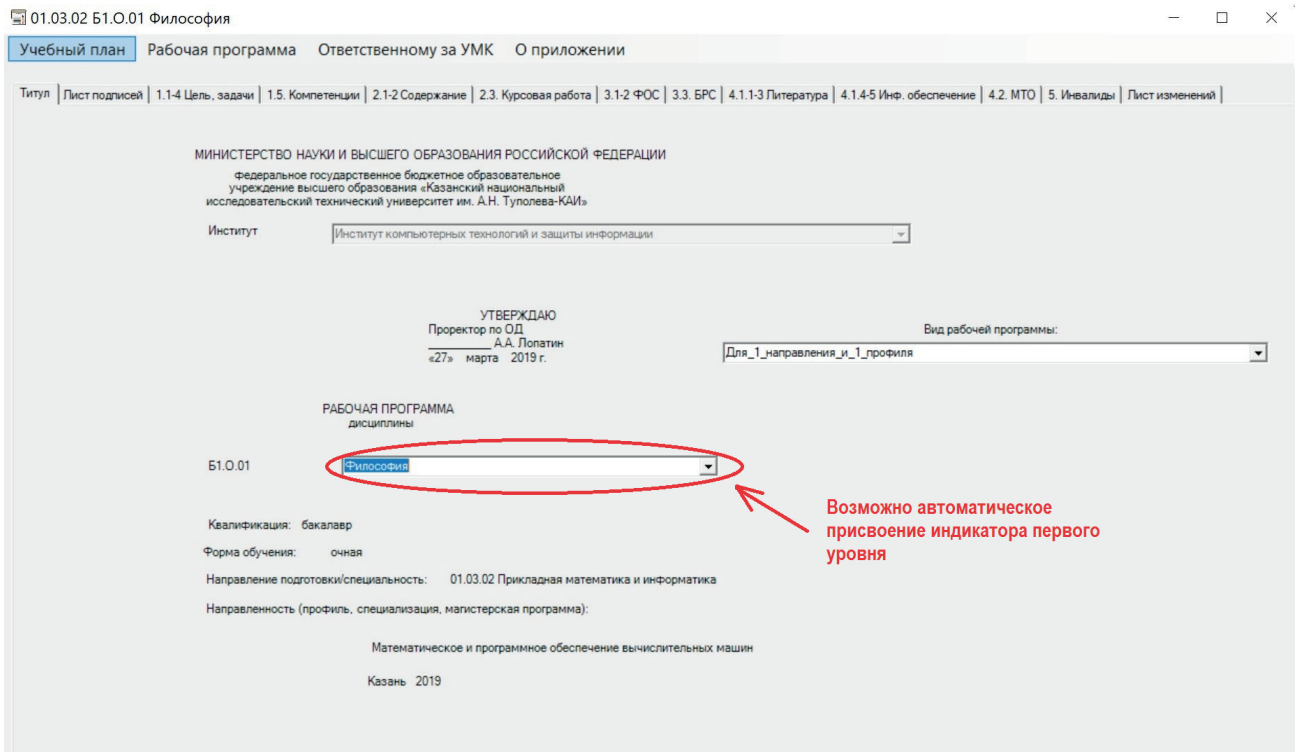 01.03.02 Б1.О.01 Философия
Учебный план Рабочая программа Ответственному за УМК О приложении
Титул Лист подписей 1.1-4 Цель, задачи 1.5. Компетенции 2.1-2 Содержание 2.3. Курсовая работа 3.1-2 ФОС 3.3. БРС 4.1.1-3 Литература 4.1.4-5 Инф. обеспечение 4.2. МТО 5. Инвалиды Лист изменений
МИНИСТЕРСТВО НАУКИ И ВЫСШЕГО ОБРАЗОВАНИЯ РОССИЙСКОЙ ФЕДЕРАЦИИ
федеральное государственное бюджетное образовательное
учреждение высшего образования «Казанский национальный
исследовательский технический университет им. А.Н. Туполева-КАИ»
Институт Институт компьютерных технологий и защиты информации
УТВЕРЖДАЮ
Проректор по ОД
__________ А.А. Лопатин
«27» марта 2019 г.
Вид рабочей программы:
Для_1_направления_и_1_профиля
РАБОЧАЯ ПРОГРАММА
дисциплины
Б1.О.01 Философия
Возможно автоматическое
присвоение индикатора первого
уровня
Квалификация: бакалавр
Форма обучения: очная
Направление подготовки/специальность: 01.03.02 Прикладная математика и информатика
Направленность (профиль, специализация, магистерская программа):
Математическое и программное обеспечение вычислительных машин
Казань 2019